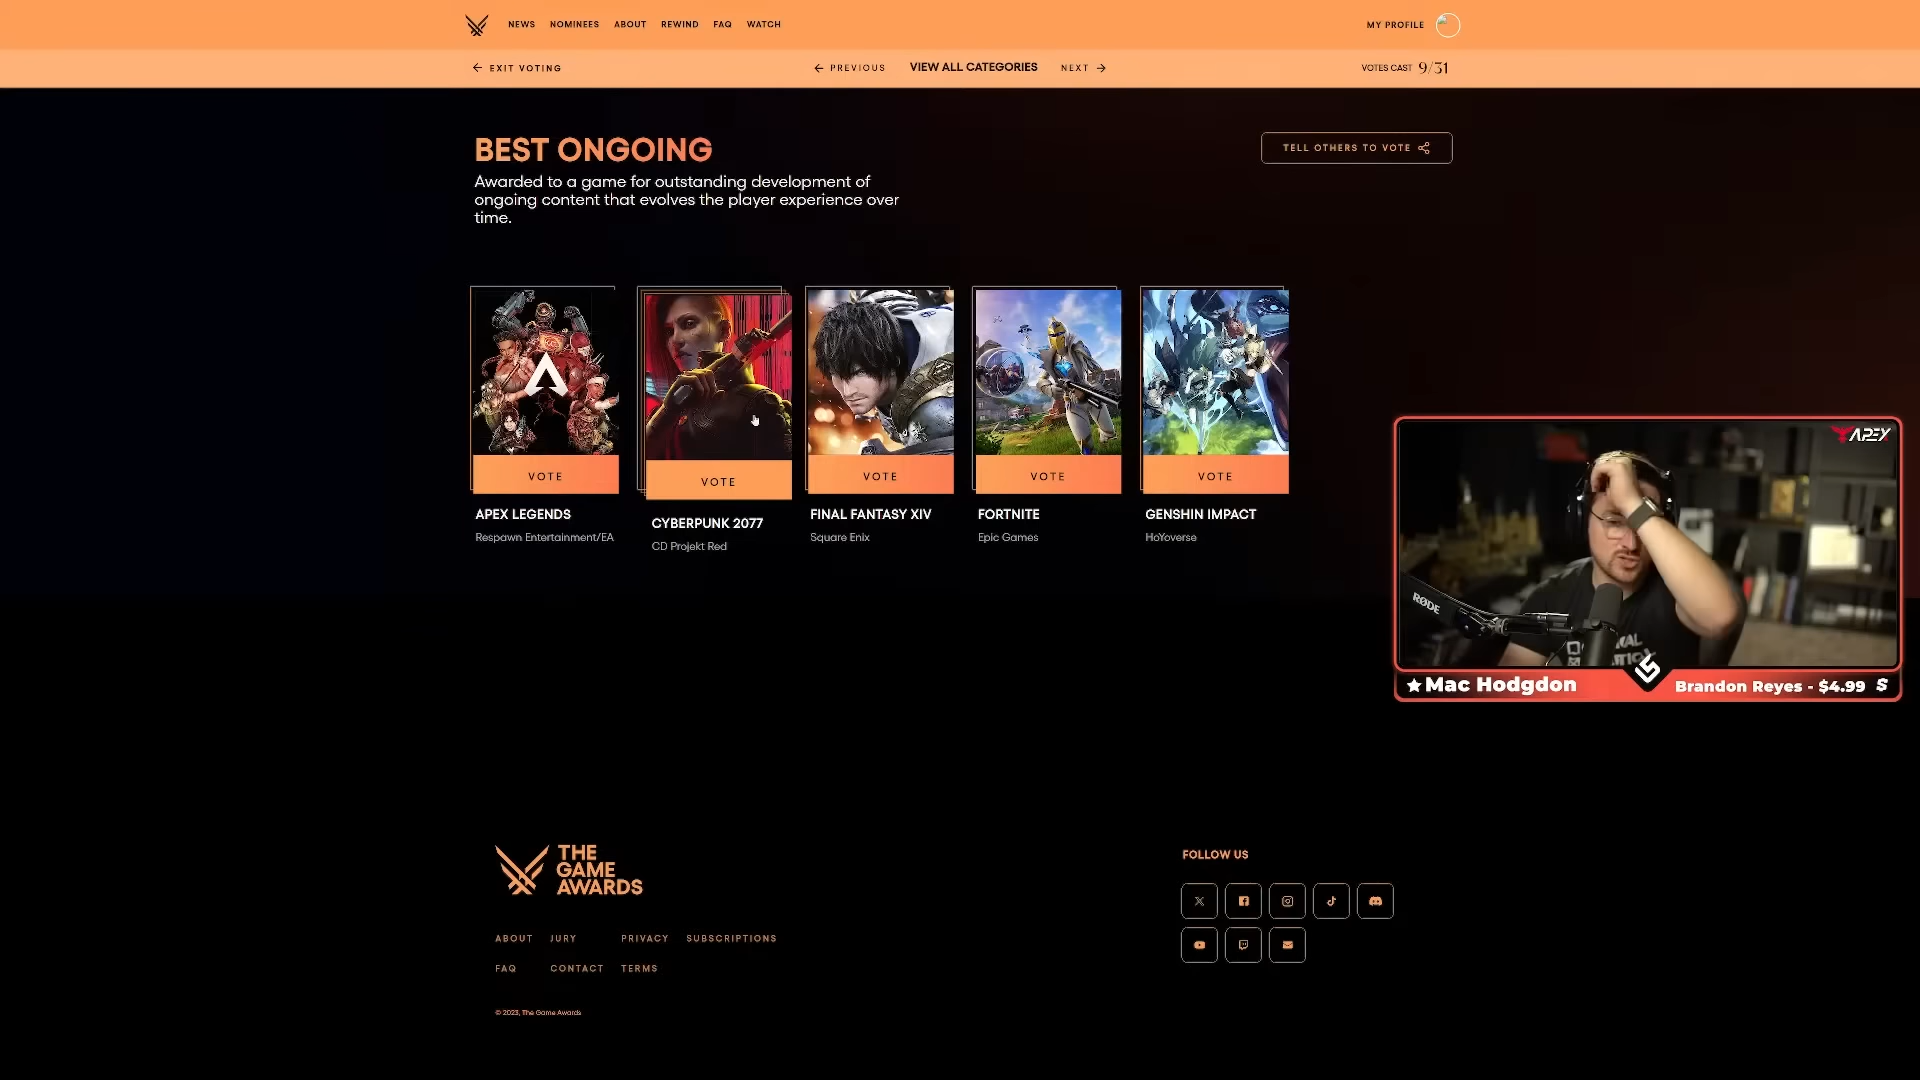 NEWS NOMINEES ABOUT REWIND FAQ WATCH
MY PROFILE
EXIT VOTING
PREVIOUS VIEW ALL CATEGORIES NEXT
VOTES CAST 9/31
BEST ONGOING
TELL OTHERS TO VOTE
Awarded to a game for outstanding development of
ongoing content that evolves the player experience over
time.
VOTE VOTE VOTE VOTE VOTE
APEX LEGENDS
Respawn Entertainment/EA
CYBERPUNK 2077
CD Projekt Red
FINAL FANTASY XIV
Square Enix
FORTNITE
Epic Games
GENSHIN IMPACT
HoYoverse
APEX
RØDE
Mac Hodgdon
Brandon Reyes - $4.99 $
THE
GAME
AWARDS
FOLLOW US
ABOUT JURY PRIVACY SUBSCRIPTIONS
FAQ CONTACT TERMS
© 2023, The Game Awards